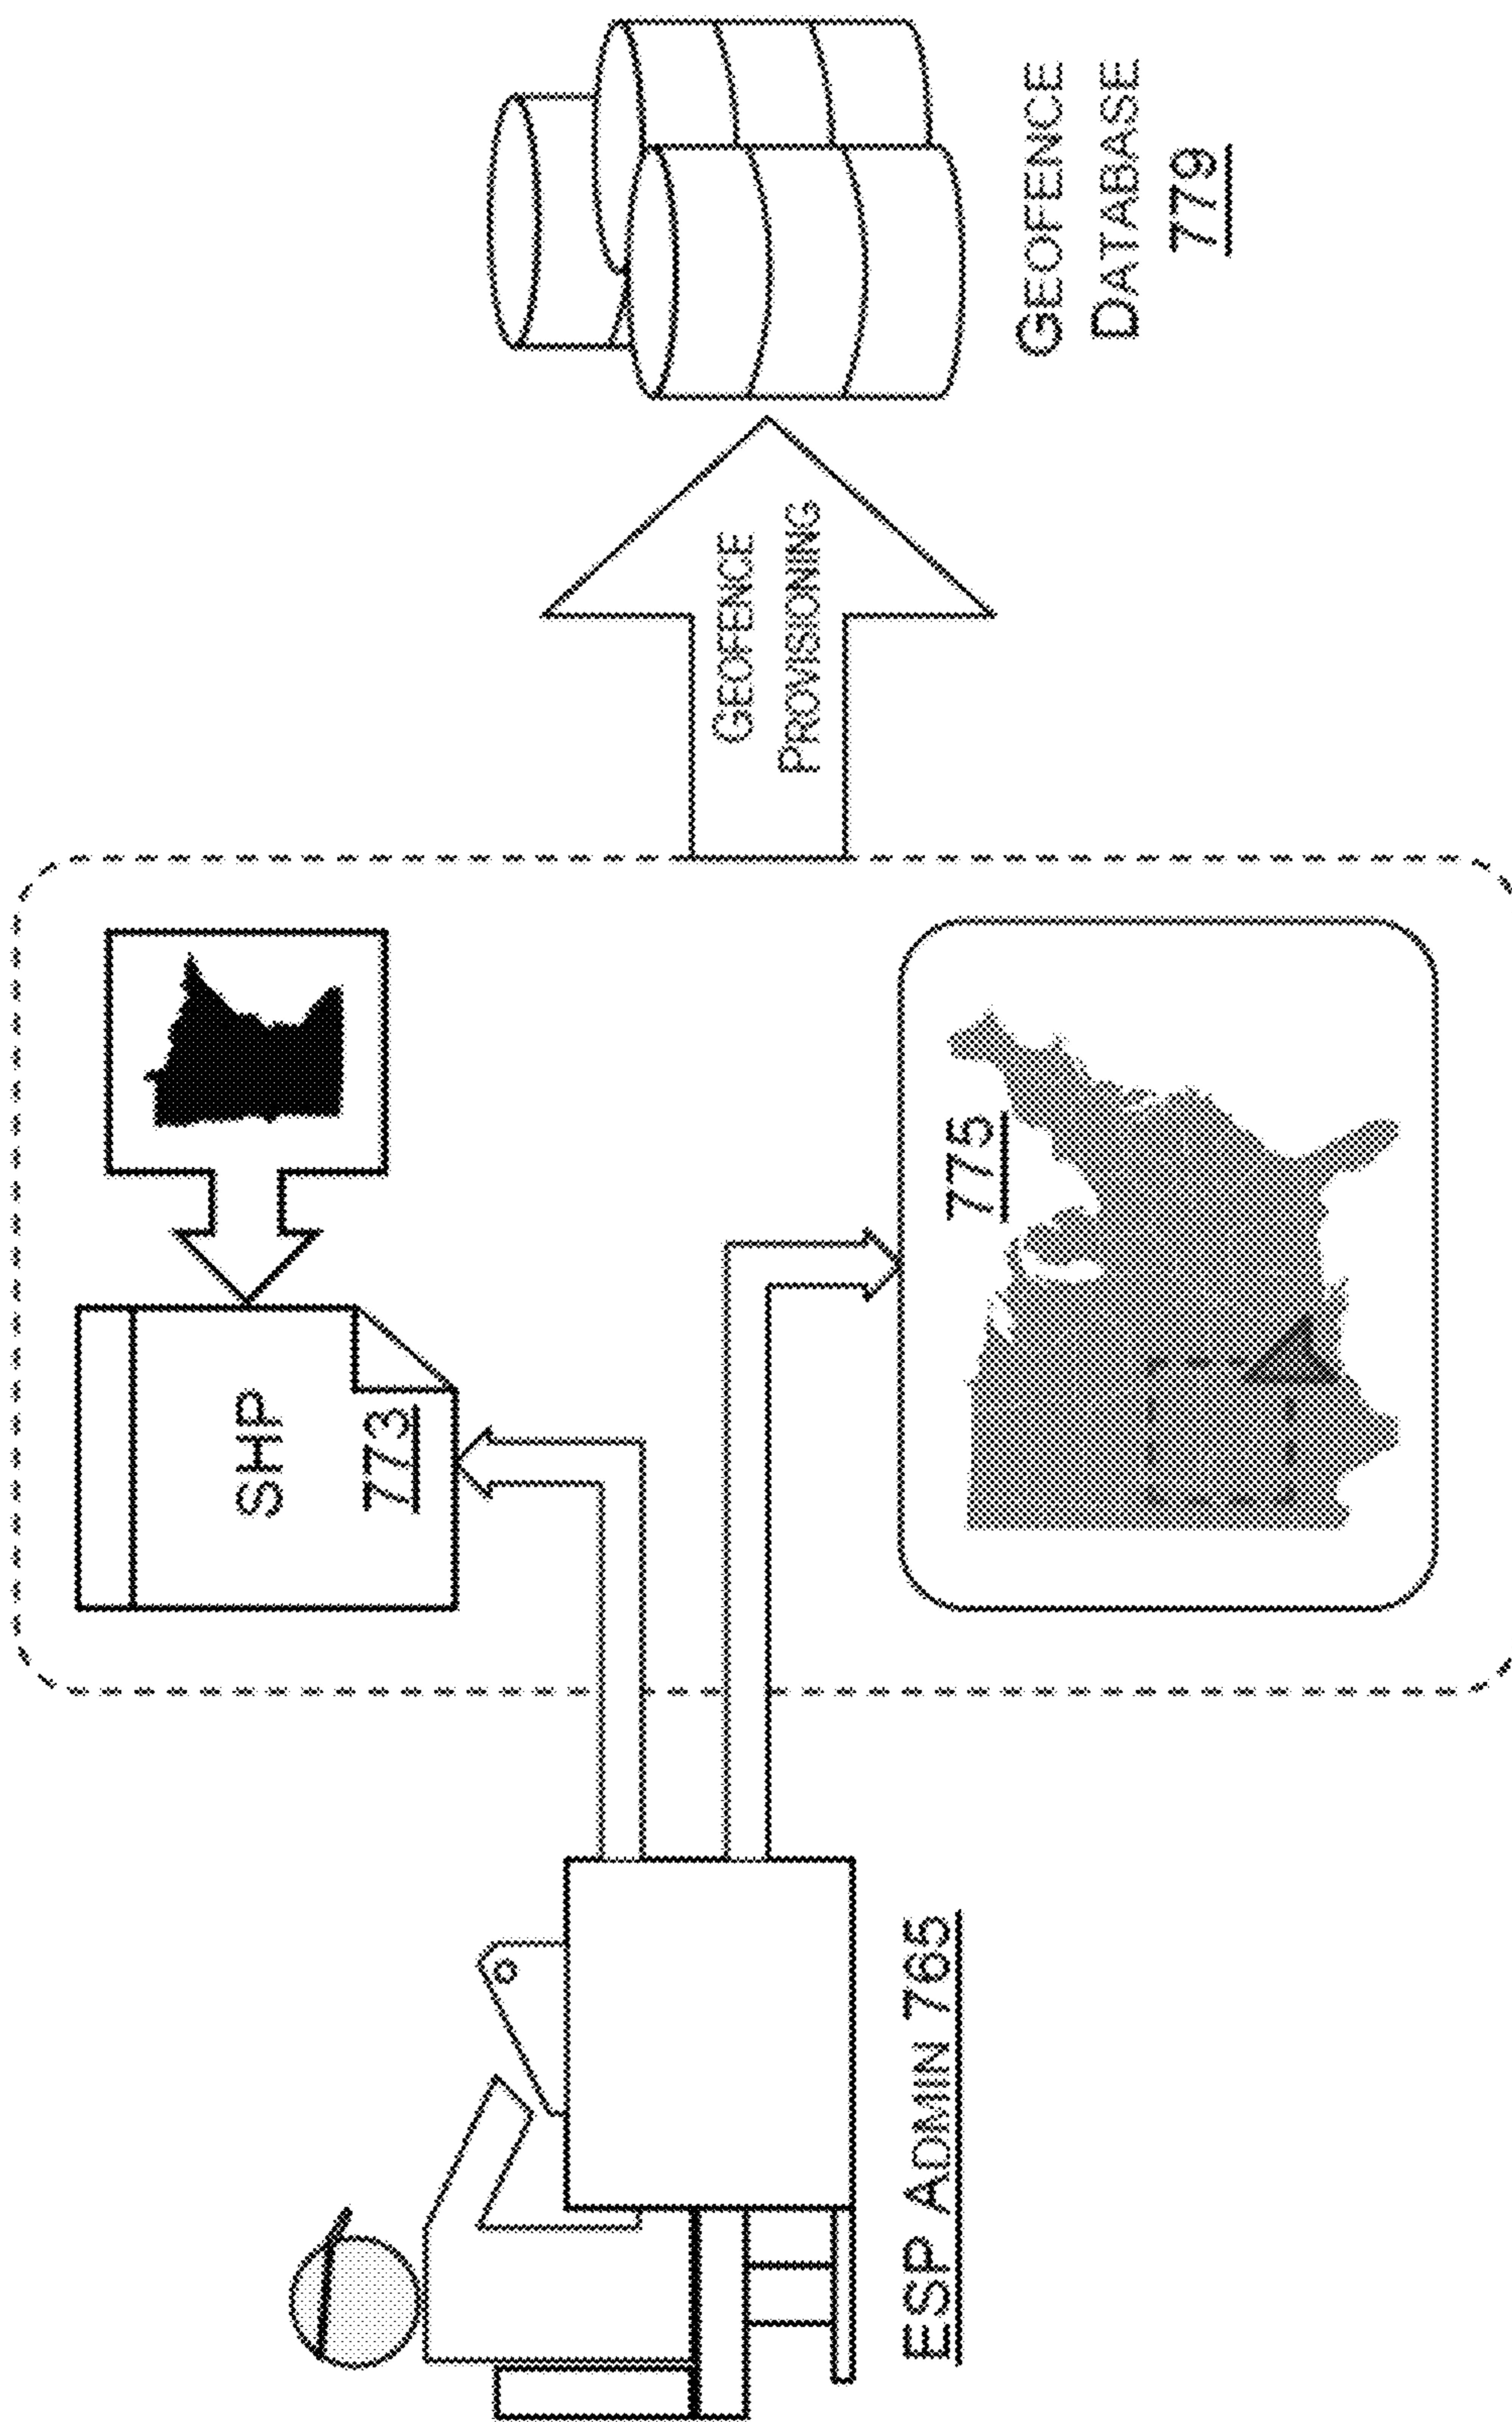 SHP
773
775
ESP ADMIN 765
GEOFENCE
PROVISIONING
GEOFENCE
DATABASE
779